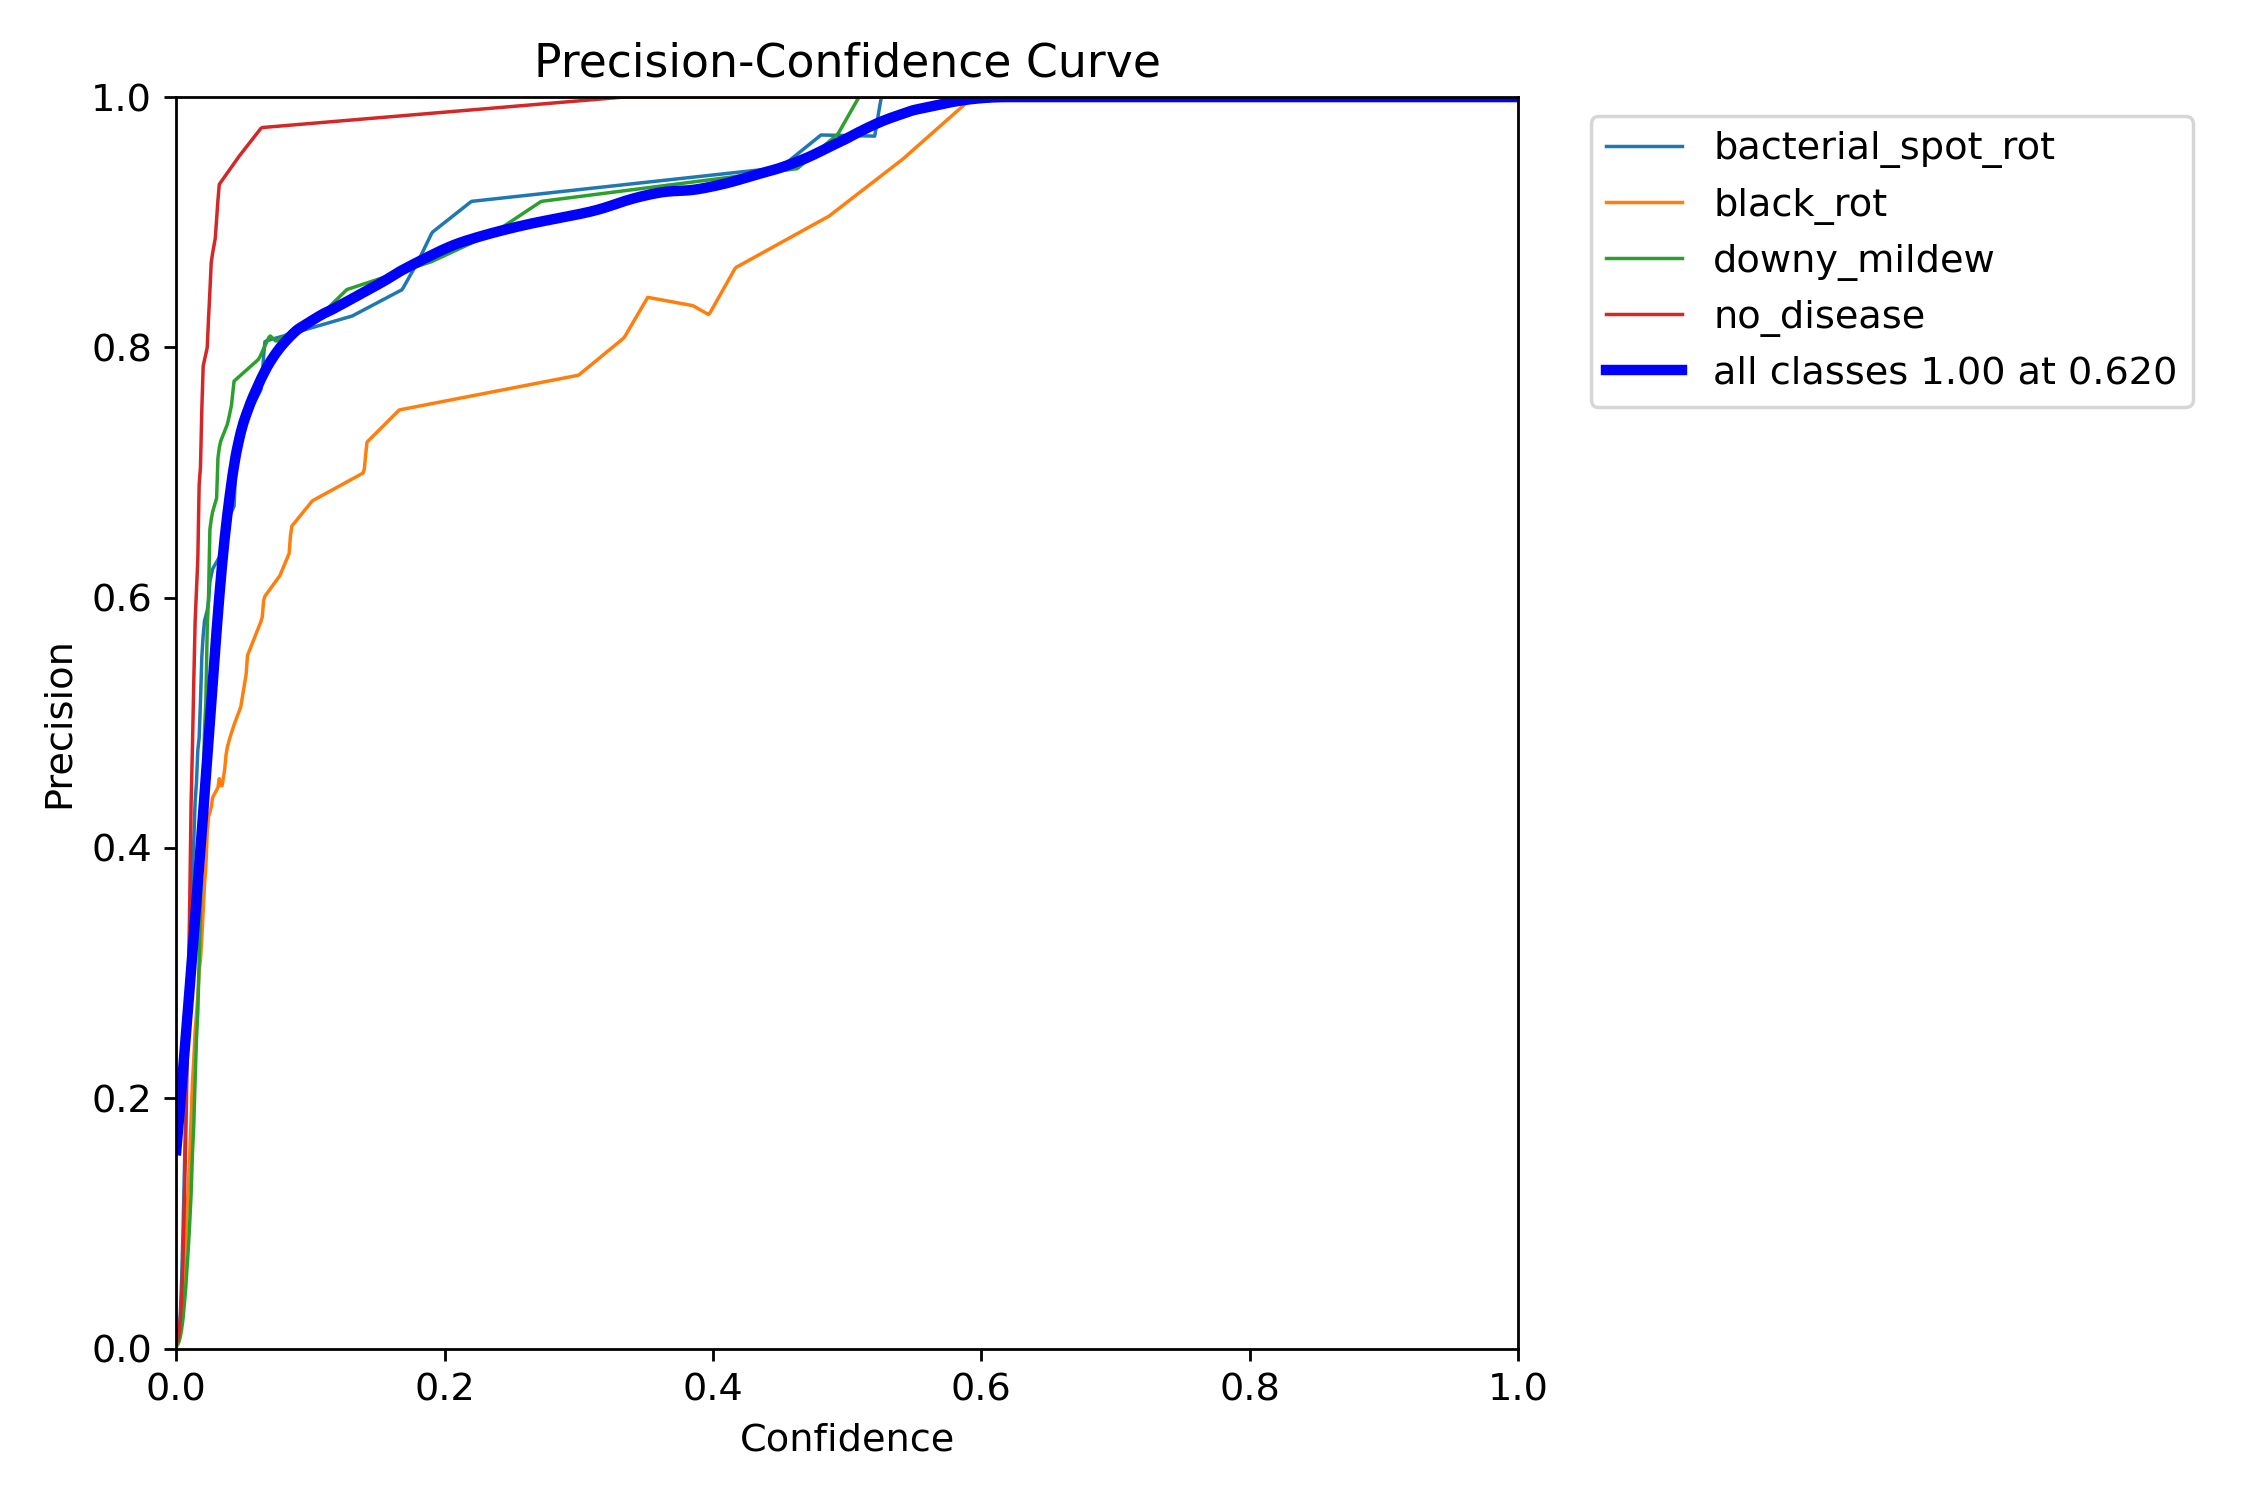 Precision-Confidence Curve
1.0
0.8
0.6
0.4
0.2
0.0
Precision
0.0 0.2 0.4 0.6 0.8 1.0
Confidence
bacterial_spot_rot
black_rot
downy_mildew
no_disease
all classes 1.00 at 0.620